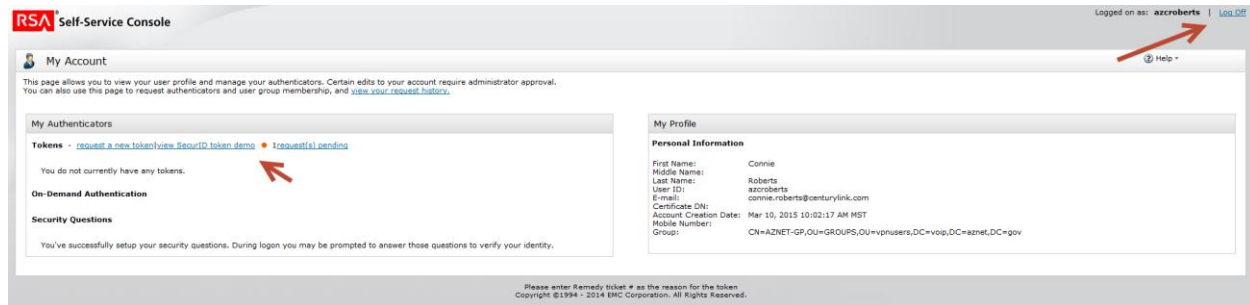 RSA Self-Service Console
Logged on as: azcroberts | Log Off
My Account
Help
This page allows you to view your user profile and manage your authenticators. Certain edits to your account require administrator approval.
You can also use this page to request authenticators and user group membership, and view your request history.
My Authenticators
Tokens - request a new token|view SecurID token demo 1request(s) pending
You do not currently have any tokens.
On-Demand Authentication
Security Questions
You've successfully setup your security questions. During logon you may be prompted to answer those questions to verify your identity.
My Profile
Personal Information
First Name: Connie
Middle Name:
Last Name: Roberts
User ID: azcroberts
E-mail: connie.roberts@centurylink.com
Certificate DN:
Account Creation Date: Mar 10, 2015 10:02:17 AM MST
Mobile Number:
Group: CN=AZNET-GP,OU=GROUPS,OU=vpnusers,DC=voip,DC=aznet,DC=gov
Please enter Remedy ticket # as the reason for the token
Copyright ©1994 - 2014 EMC Corporation. All Rights Reserved.